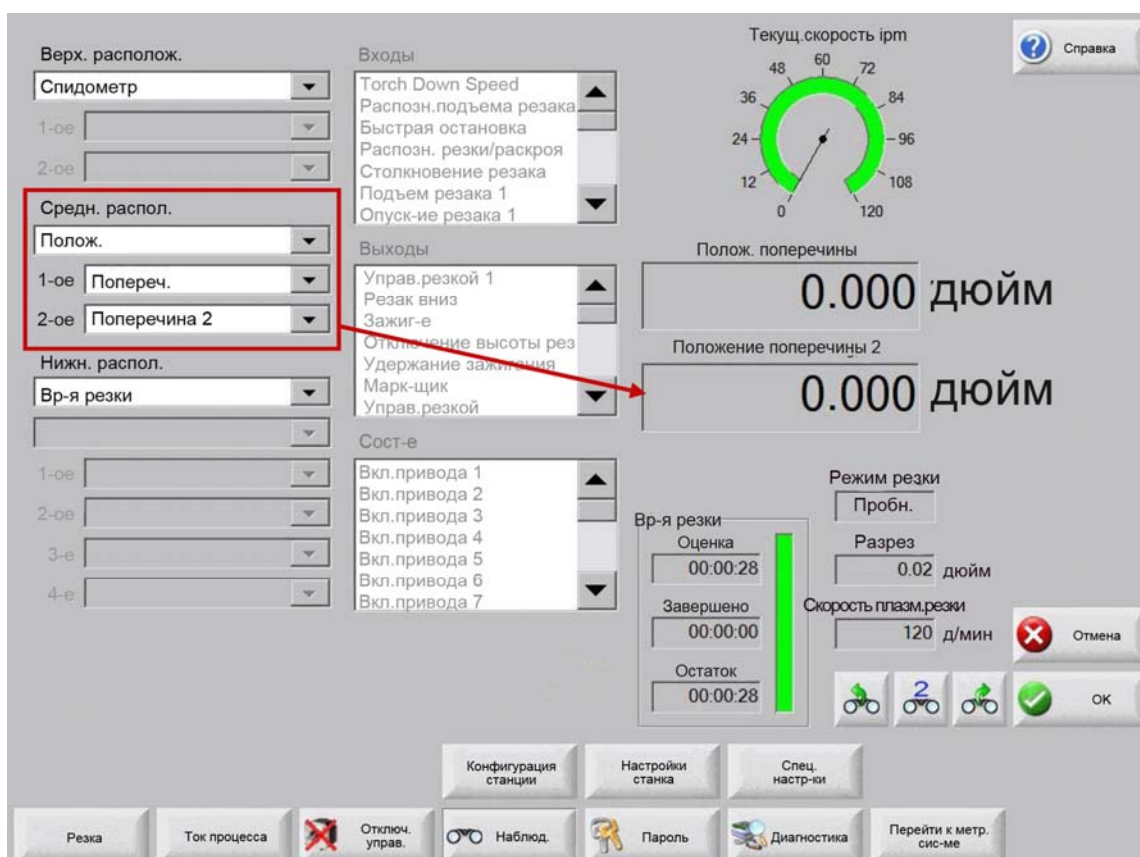 Верх. располож.
Спидометр
1-ое
2-ое
Средн. распол.
Полож.
1-ое Попереч.
2-ое Поперечина 2
Нижн. распол.
Вр-я резки
1-ое
2-ое
3-е
4-е
Входы
Torch Down Speed
Распозн.подъема резака
Быстрая остановка
Распозн. резки/раскроя
Столкновение резака
Подъем резака 1
Опуск-ие резака 1
Выходы
Управ.резкой 1
Резак вниз
Зажиг-е
Отключение высоты рез
Удержание зажигания
Марк-щик
Управ.резкой
Сост-е
Вкл.привода 1
Вкл.привода 2
Вкл.привода 3
Вкл.привода 4
Вкл.привода 5
Вкл.привода 6
Вкл.привода 7
Текущ.скорость ipm
0
12
24
36
48
60
72
84
96
108
120
Справка
Полож. поперечины
0.000 дюйм
Положение поперечины 2
0.000 дюйм
Вр-я резки
Оценка
00:00:28
Завершено
00:00:00
Остаток
00:00:28
Режим резки
Пробн.
Разрез
0.02 дюйм
Скорость плазм.резки
120 д/мин
Отмена
2
OK
Конфигурация
станции
Настройки
станка
Спец.
настр-ки
Резка
Ток процесса
Отключ.
управ.
Наблюд.
Пароль
Диагностика
Перейти к метр.
сис-ме